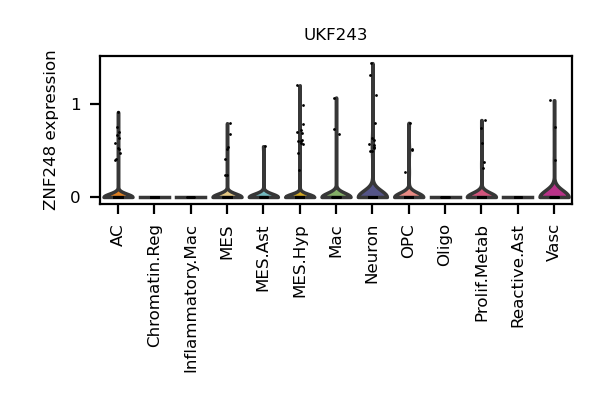 UKF243
ZNF248 expression
1
0
AC
Chromatin.Reg
Inflammatory.Mac
MES
MES.Ast
MES.Hyp
Mac
Neuron
OPC
Oligo
Prolif.Metab
Reactive.Ast
Vasc